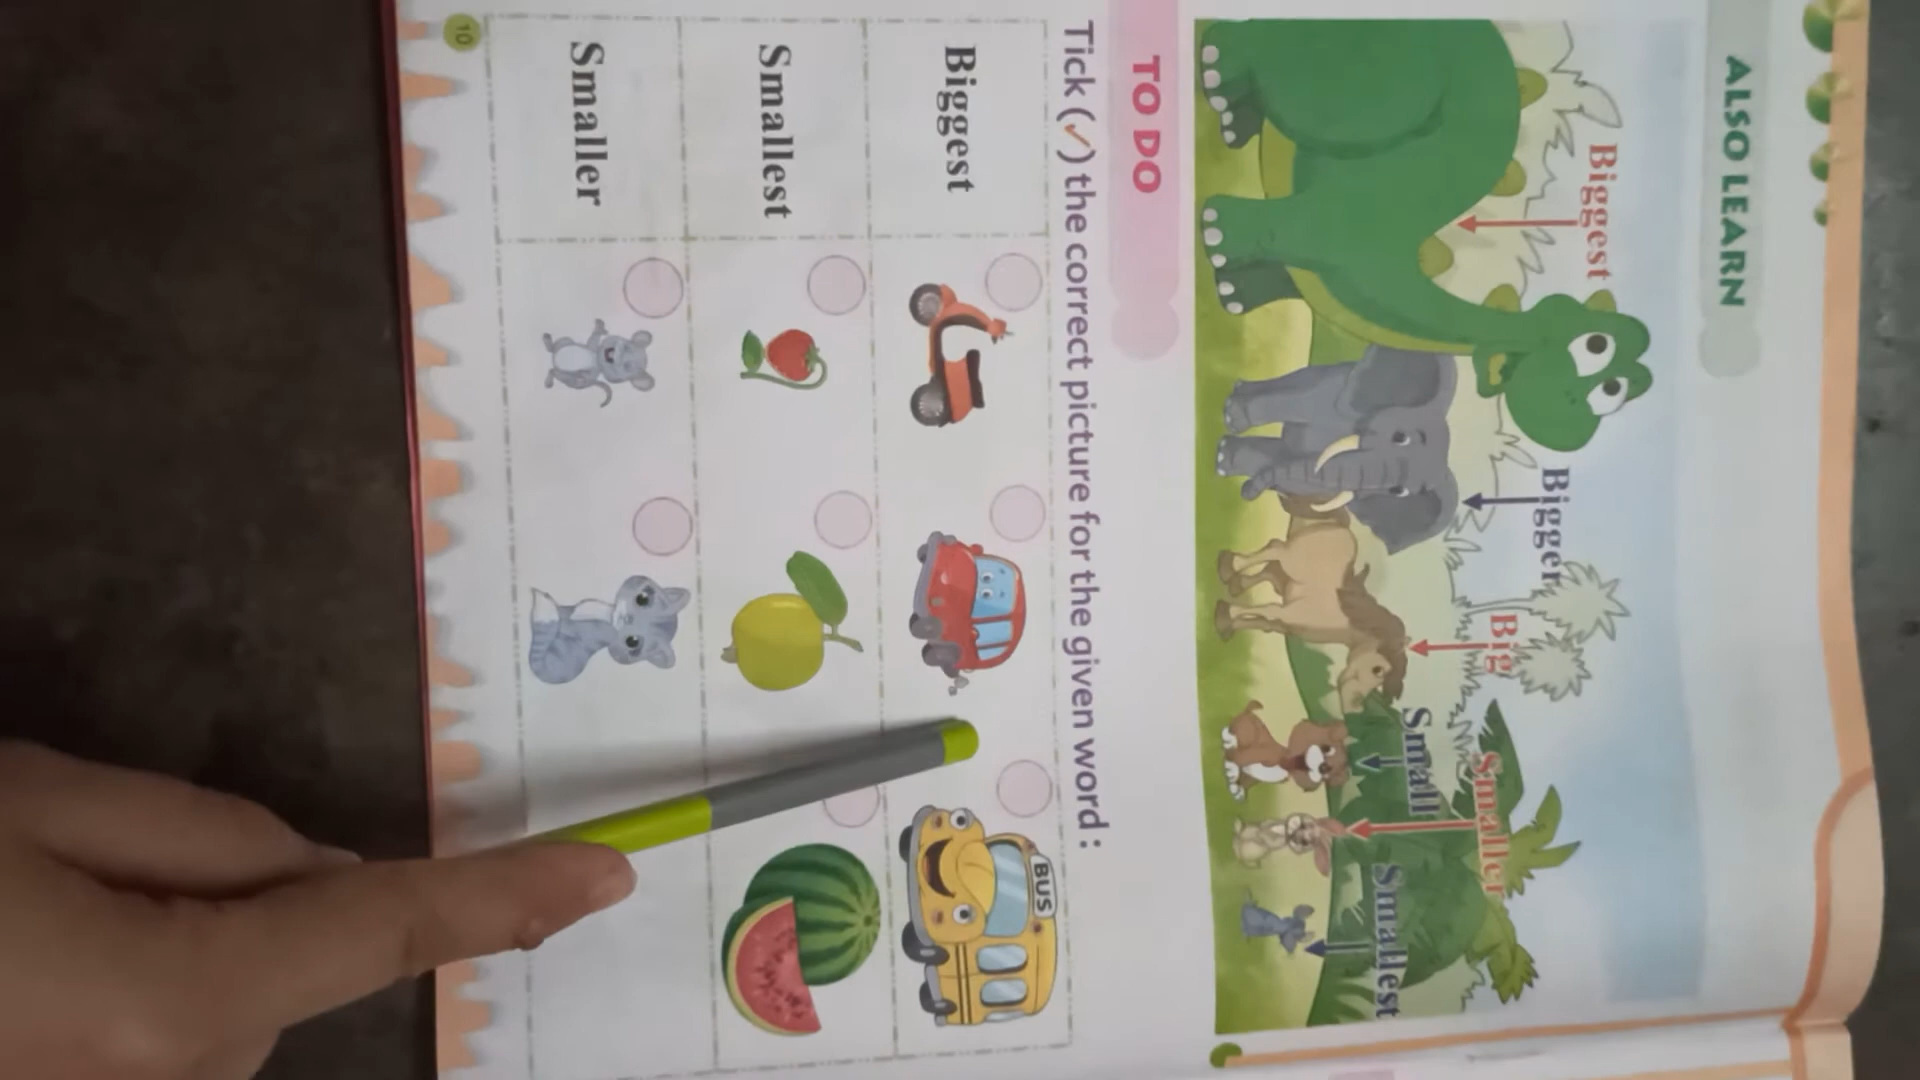 ALSO LEARN
Biggest
Bigger
Big
Small
Smaller
Smallest
TO DO
Tick (✓) the correct picture for the given word :
Biggest
BUS
Smallest
Smaller
10